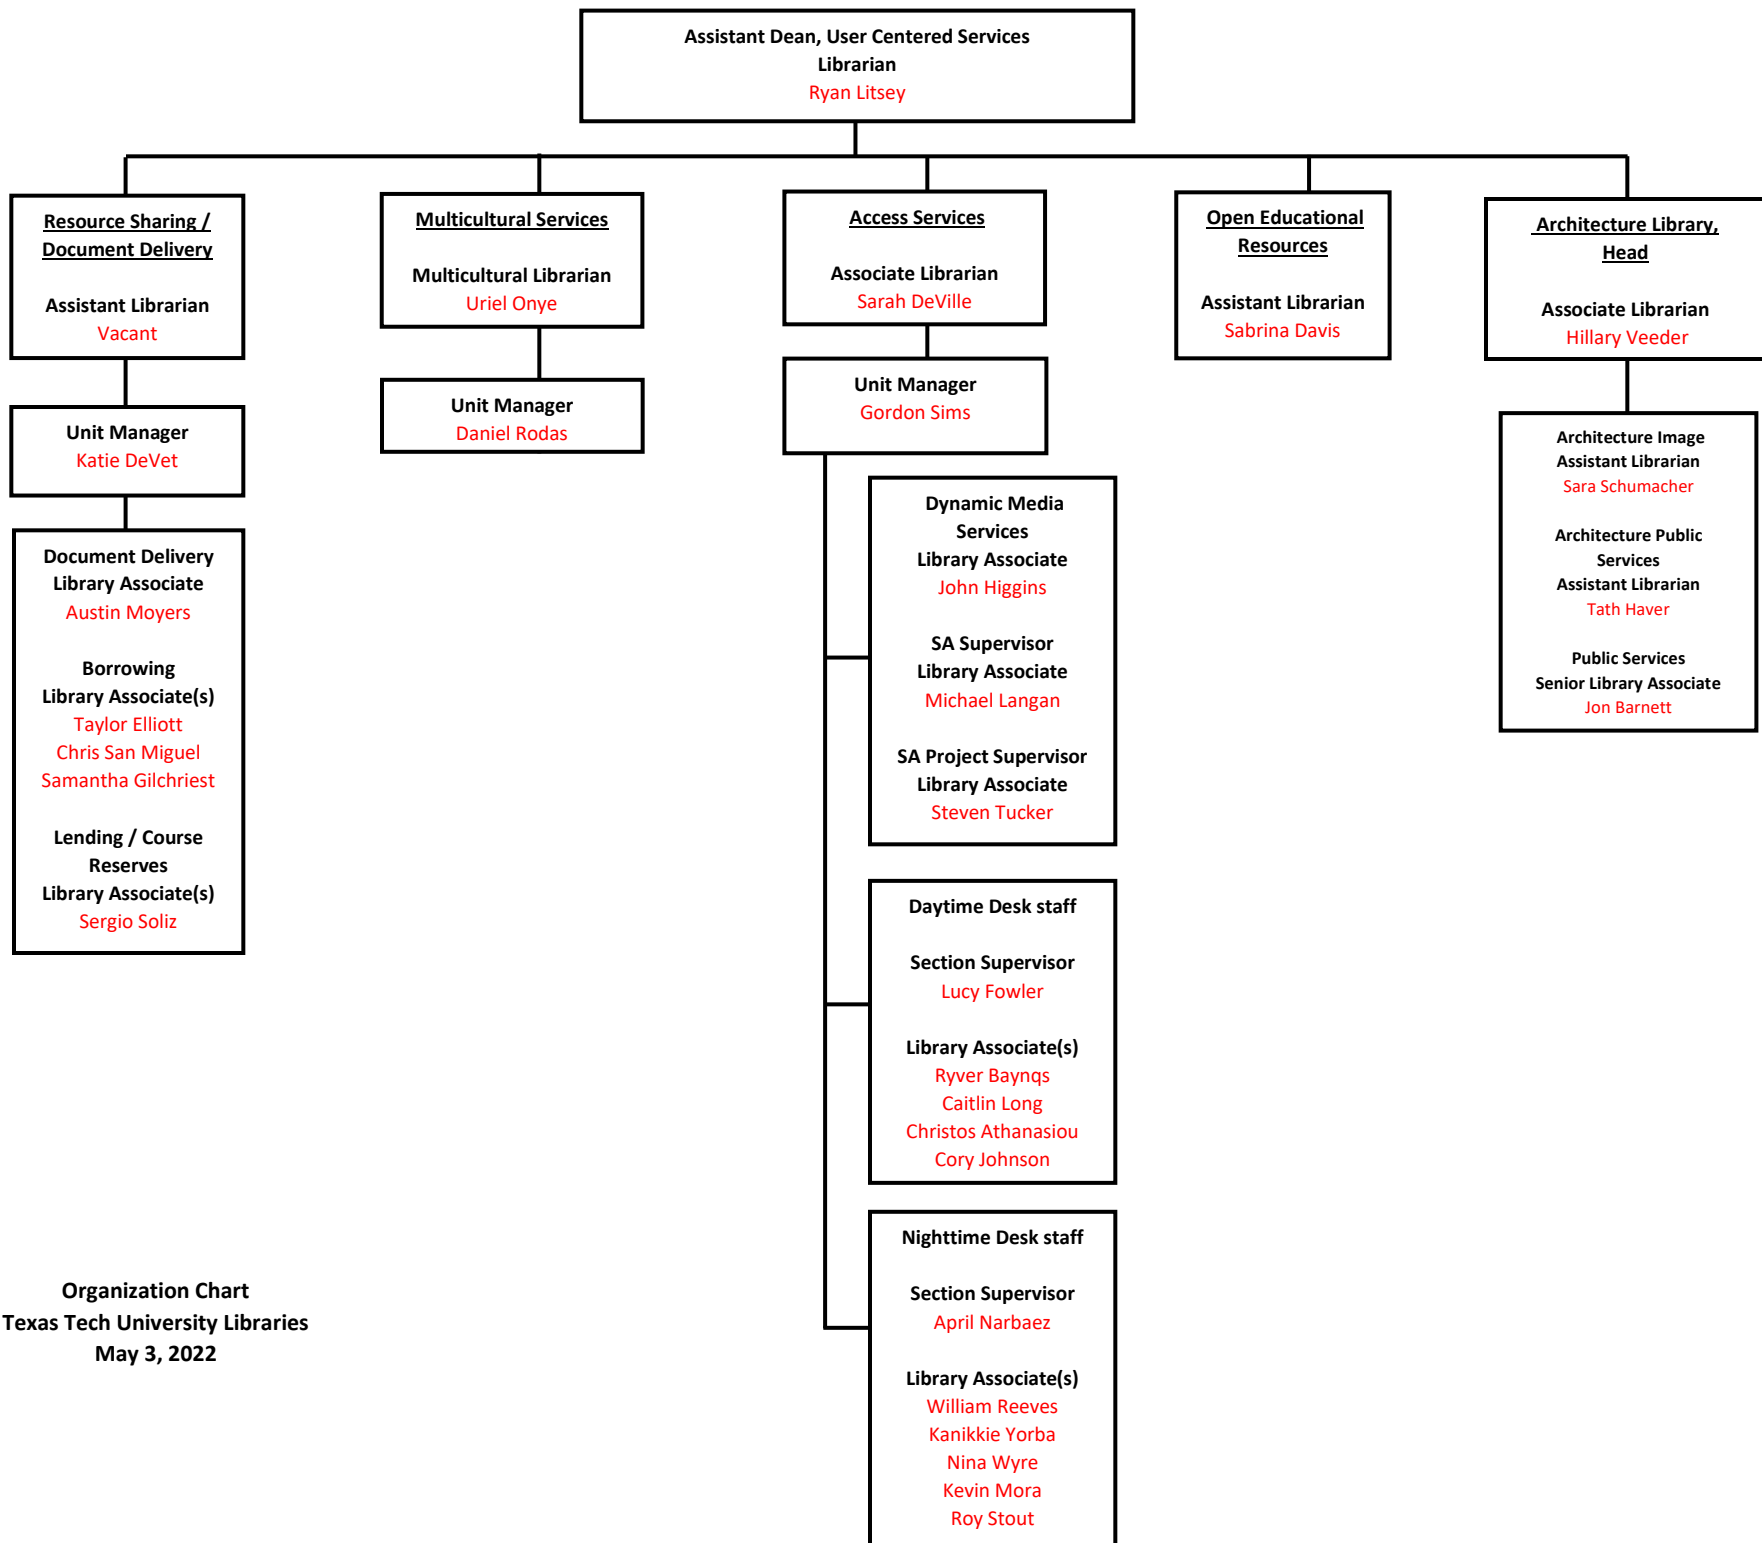 Assistant Dean, User Centered Services
Librarian
Ryan Litsey
Resource Sharing /
Document Delivery
Assistant Librarian
Vacant
Unit Manager
Katie DeVet
Document Delivery
Library Associate
Austin Moyers
Borrowing
Library Associate(s)
Taylor Elliott
Chris San Miguel
Samantha Gilchriest
Lending / Course
Reserves
Library Associate(s)
Sergio Soliz
Multicultural Services
Multicultural Librarian
Uriel Onye
Unit Manager
Daniel Rodas
Access Services
Associate Librarian
Sarah DeVille
Unit Manager
Gordon Sims
Dynamic Media
Services
Library Associate
John Higgins
SA Supervisor
Library Associate
Michael Langan
SA Project Supervisor
Library Associate
Steven Tucker
Daytime Desk staff
Section Supervisor
Lucy Fowler
Library Associate(s)
Ryver Baynqs
Caitlin Long
Christos Athanasiou
Cory Johnson
Nighttime Desk staff
Section Supervisor
April Narbaez
Library Associate(s)
William Reeves
Kanikkie Yorba
Nina Wyre
Kevin Mora
Roy Stout
Open Educational
Resources
Assistant Librarian
Sabrina Davis
Architecture Library,
Head
Associate Librarian
Hillary Veeder
Architecture Image
Assistant Librarian
Sara Schumacher
Architecture Public
Services
Assistant Librarian
Tath Haver
Public Services
Senior Library Associate
Jon Barnett
Organization Chart
Texas Tech University Libraries
May 3, 2022